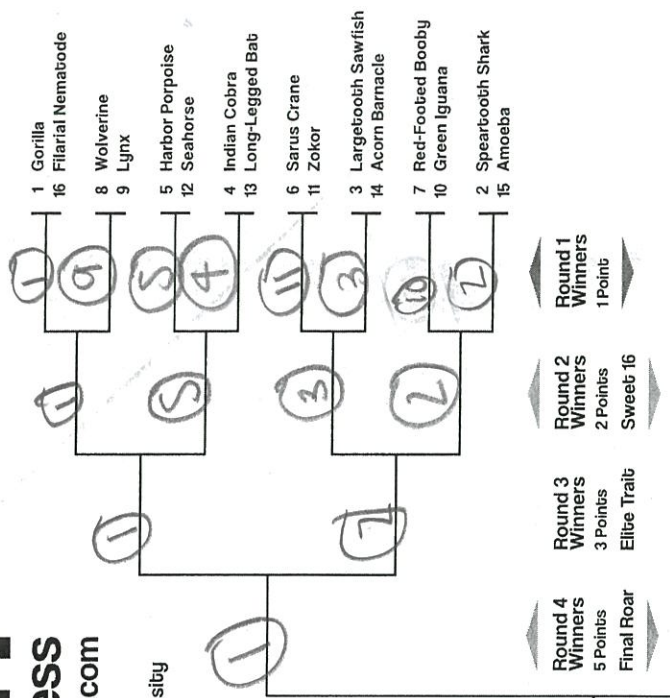 ess
com
sity
1 Gorilla
16 Filarial Nematode
8 Wolverine
9 Lynx
5 Harbor Porpoise
12 Seahorse
4 Indian Cobra
13 Long-Legged Bat
6 Sarus Crane
11 Zokor
3 Largetooth Sawfish
14 Acorn Barnacle
7 Red-Footed Booby
10 Green Iguana
2 Speartooth Shark
15 Amoeba
1
9
5
4
11
3
10
2
1
5
3
2
1
2
1
Round 1
Winners
1 Point
Round 2
Winners
2 Points
Sweet 16
Round 3
Winners
3 Points
Elite Trait
Round 4
Winners
5 Points
Final Roar